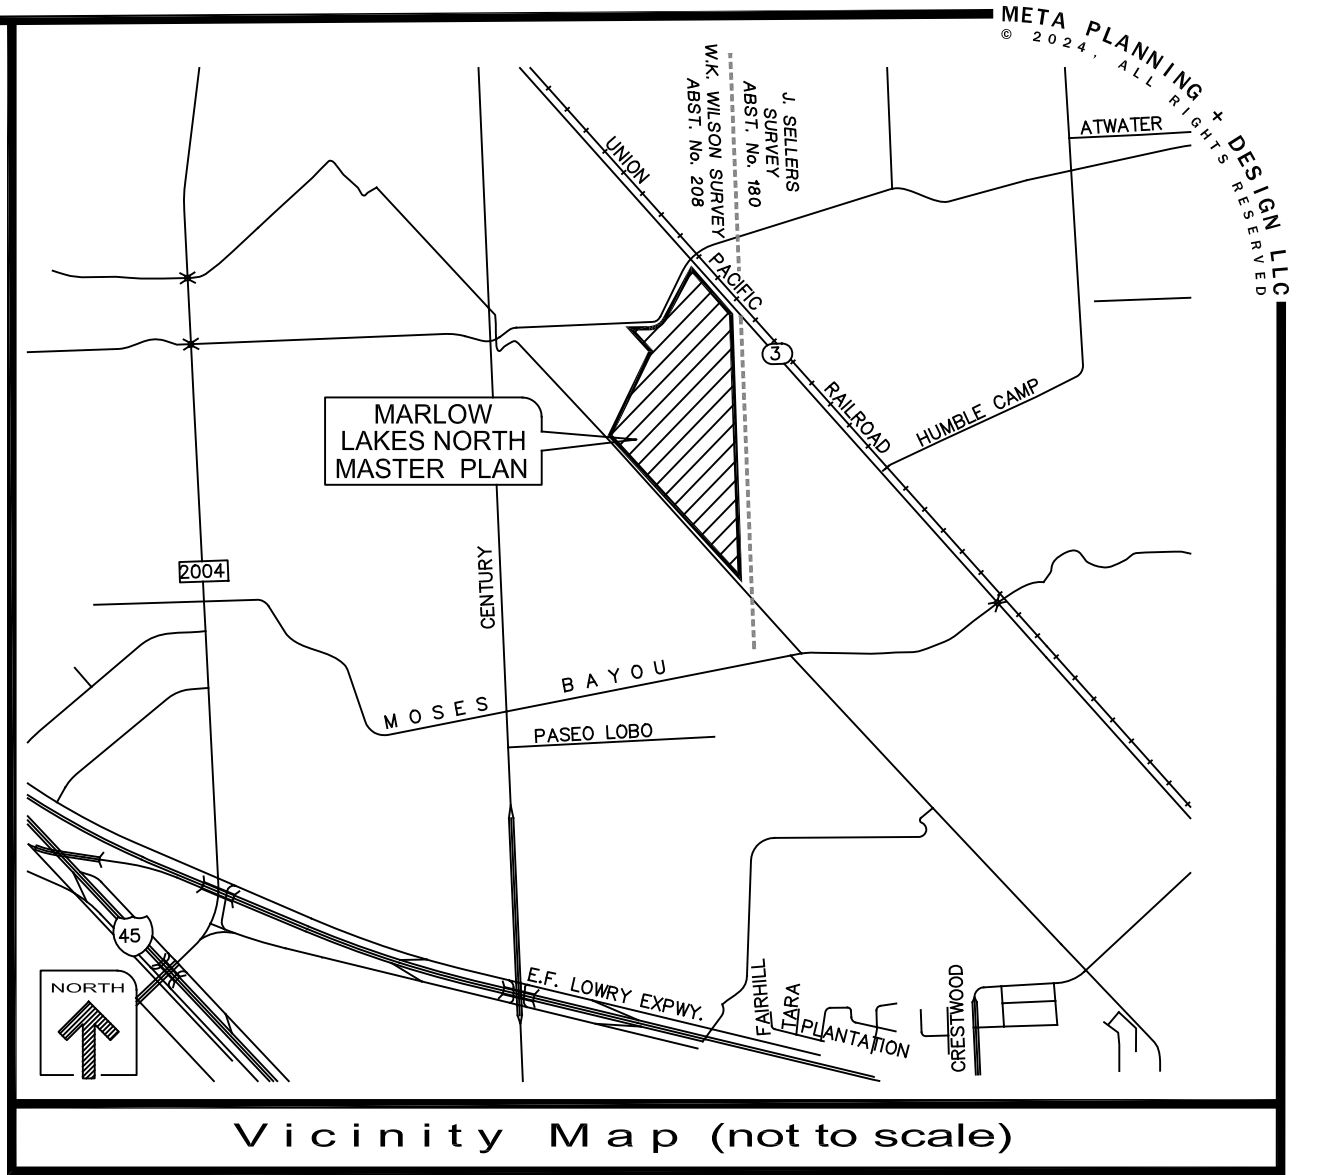 META PLANNING + DESIGN LLC
© 2024, ALL RIGHTS RESERVED
J. SELLERS
SURVEY
ABST. No. 180
W.K. WILSON SURVEY
ABST. No. 208
ATWATER
UNION
PACIFIC
RAILROAD
3
HUMBLE CAMP
MARLOW
LAKES NORTH
MASTER PLAN
2004
CENTURY
MOSES BAYOU
PASEO LOBO
45
NORTH
E.F. LOWRY EXPWY.
FAIRHILL
TARA
PLANTATION
CRESTWOOD
Vicinity Map (not to scale)